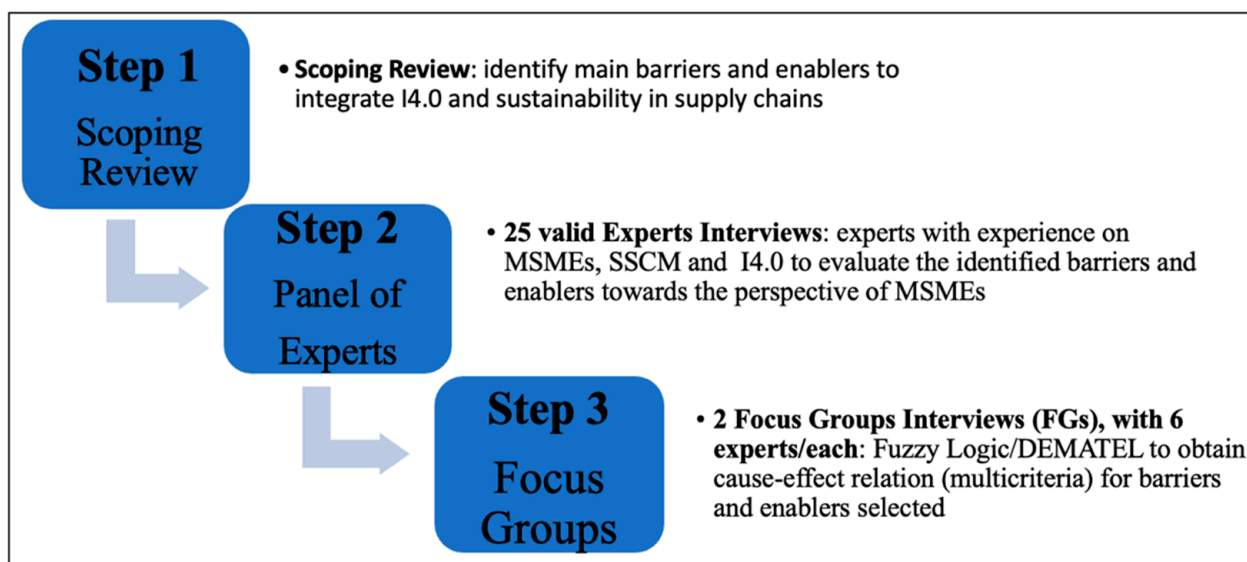 Step 1
Scoping
Review
• Scoping Review: identify main barriers and enablers to
integrate I4.0 and sustainability in supply chains
Step 2
Panel of
Experts
• 25 valid Experts Interviews: experts with experience on
MSMEs, SSCM and I4.0 to evaluate the identified barriers and
enablers towards the perspective of MSMEs
Step 3
Focus
Groups
• 2 Focus Groups Interviews (FGs), with 6
experts/each: Fuzzy Logic/DEMATEL to obtain
cause-effect relation (multicriteria) for barriers
and enablers selected